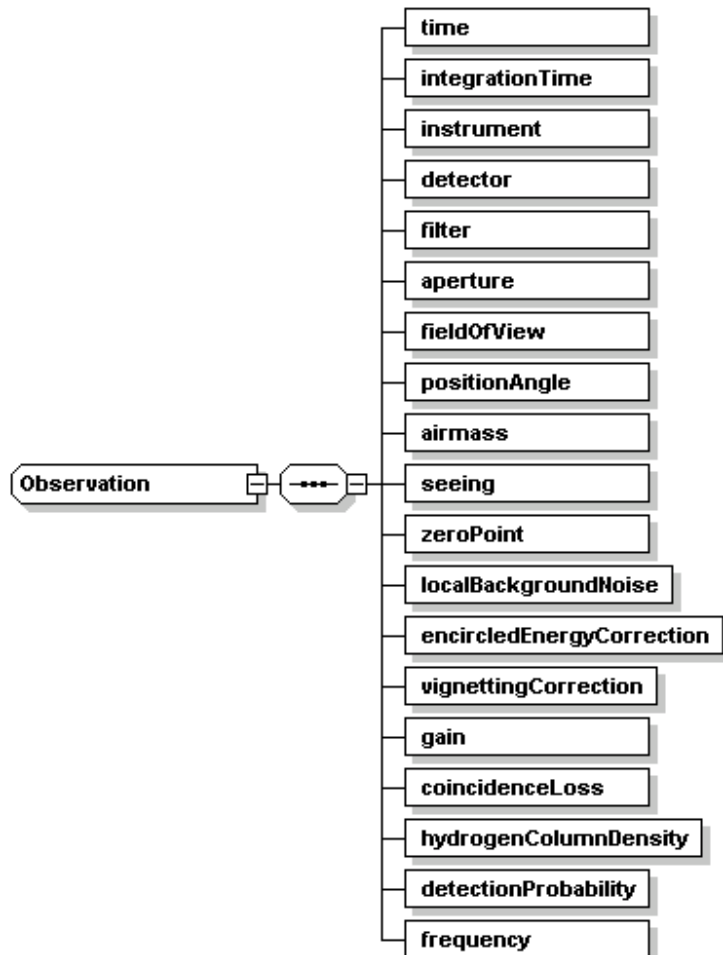 time
integrationTime
instrument
detector
filter
aperture
fieldOfView
positionAngle
airmass
Observation
seeing
zeroPoint
localBackgroundNoise
encircledEnergyCorrection
vignettingCorrection
gain
coincidenceLoss
hydrogenColumnDensity
detectionProbability
frequency